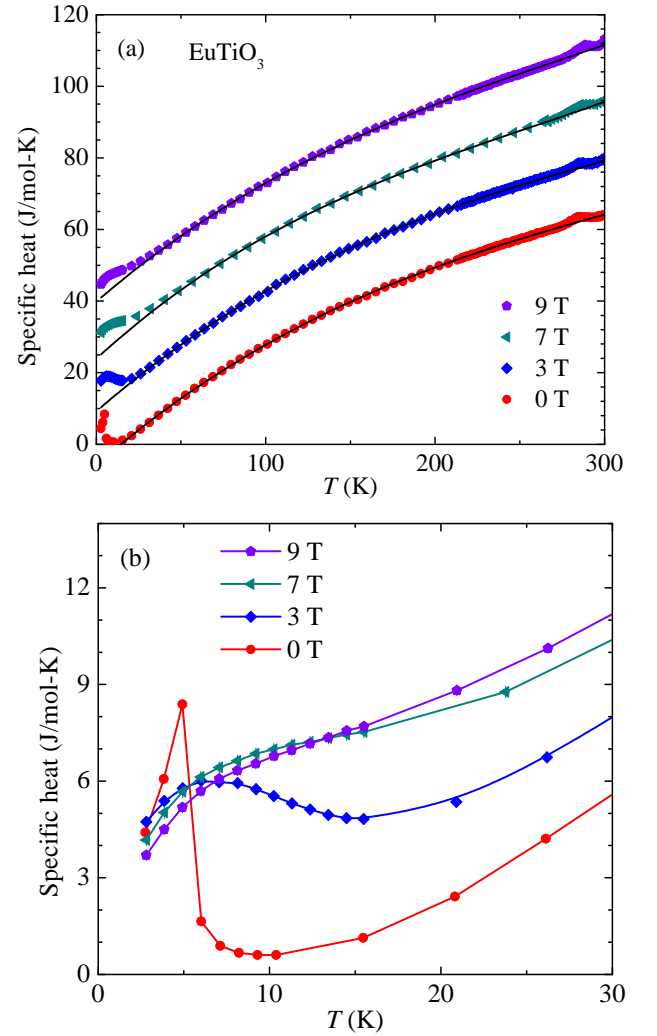 (a)
EuTiO₃
Specific heat (J/mol-K)
120
100
80
60
40
20
0
9 T
7 T
3 T
0 T
0
100
200
300
T (K)
(b)
9 T
7 T
3 T
0 T
Specific heat (J/mol-K)
12
9
6
3
0
0
10
20
30
T (K)